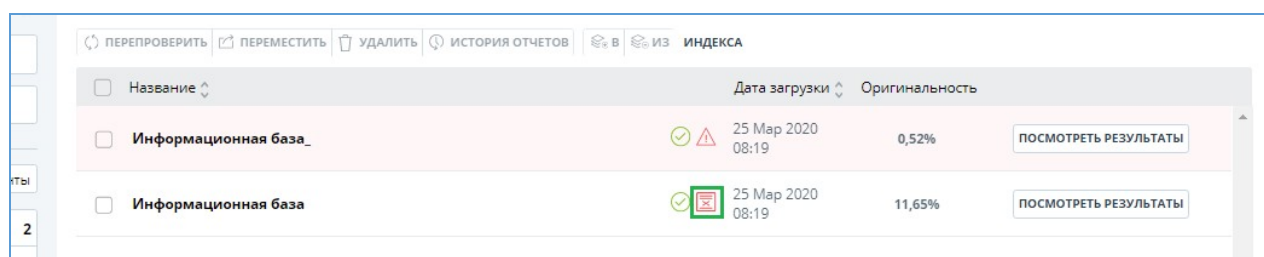 ПЕРЕПРОВЕРИТЬ ПЕРЕМЕСТИТЬ УДАЛИТЬ ИСТОРИЯ ОТЧЕТОВ В ИЗ ИНДЕКСА
Название Дата загрузки Оригинальность
Информационная база_ 25 Мар 2020 08:19 0,52% ПОСМОТРЕТЬ РЕЗУЛЬТАТЫ
нты
Информационная база 25 Мар 2020 08:19 11,65% ПОСМОТРЕТЬ РЕЗУЛЬТАТЫ
2